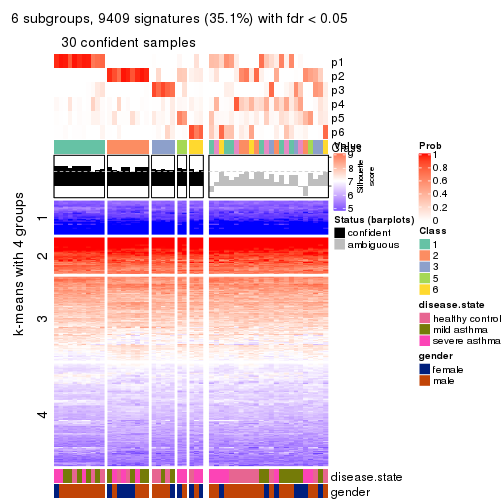 6 subgroups, 9409 signatures (35.1%) with fdr < 0.05
30 confident samples
p1
p2
p3
p4
p5
p6
Class
Value
9
8
7
6
5
Silhouette
score
Status (barplots)
confident
ambiguous
Prob
1
0.8
0.6
0.4
0.2
0
Class
1
2
3
5
6
disease.state
healthy control
mild asthma
severe asthma
gender
female
male
k-means with 4 groups
1
2
3
4
disease.state
gender